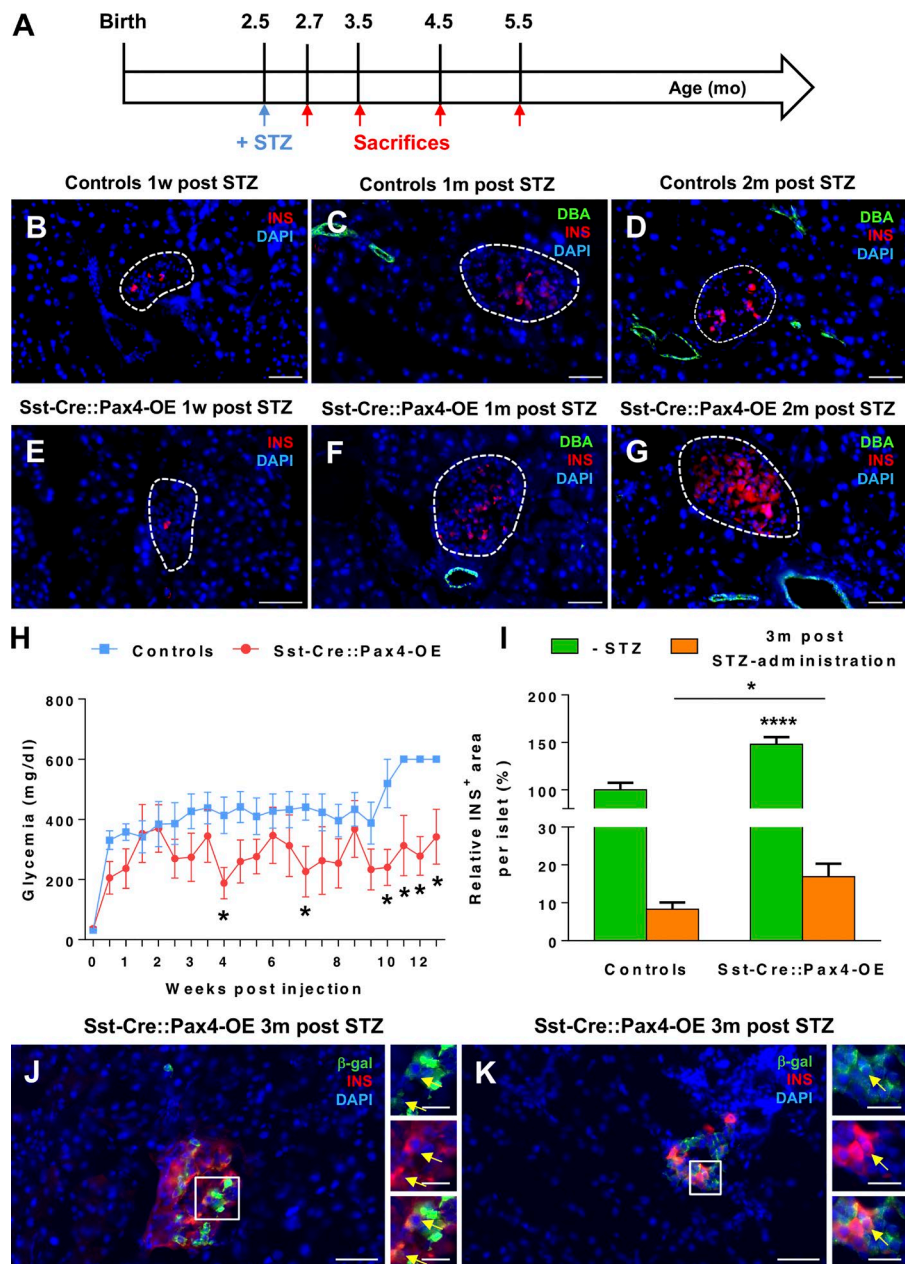 A
Birth 2.5 2.7 3.5 4.5 5.5
Age (mo)
+ STZ Sacrifices
Controls 1w post STZ
Controls 1m post STZ
Controls 2m post STZ
B
INS
DAPI
C
DBA
INS
DAPI
D
DBA
INS
DAPI
Sst-Cre::Pax4-OE 1w post STZ
Sst-Cre::Pax4-OE 1m post STZ
Sst-Cre::Pax4-OE 2m post STZ
E
INS
DAPI
F
DBA
INS
DAPI
G
DBA
INS
DAPI
H
Controls
Sst-Cre::Pax4-OE
Glycemia (mg/dl)
800
600
400
200
0
0 1 2 3 4 6 8 10 12
* * * * * *
Weeks post injection
I
- STZ
3m post
STZ-administration
Relative INS+ area
per islet (%)
200
150
100
50
20
10
0
*
****
Controls
Sst-Cre::Pax4-OE
Sst-Cre::Pax4-OE 3m post STZ
Sst-Cre::Pax4-OE 3m post STZ
J
β-gal
INS
DAPI
K
β-gal
INS
DAPI